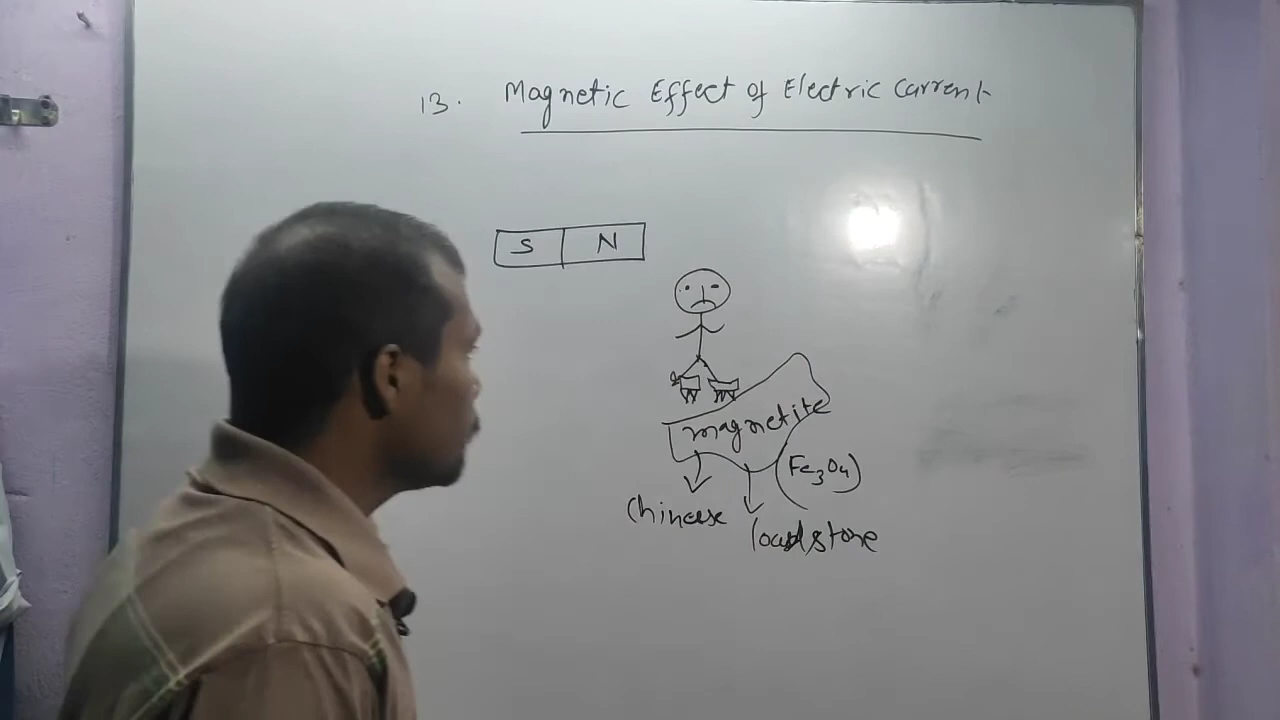 13. Magnetic Effect of Electric Current
S N
magnetite
(Fe3O4)
Chinese
loadstone